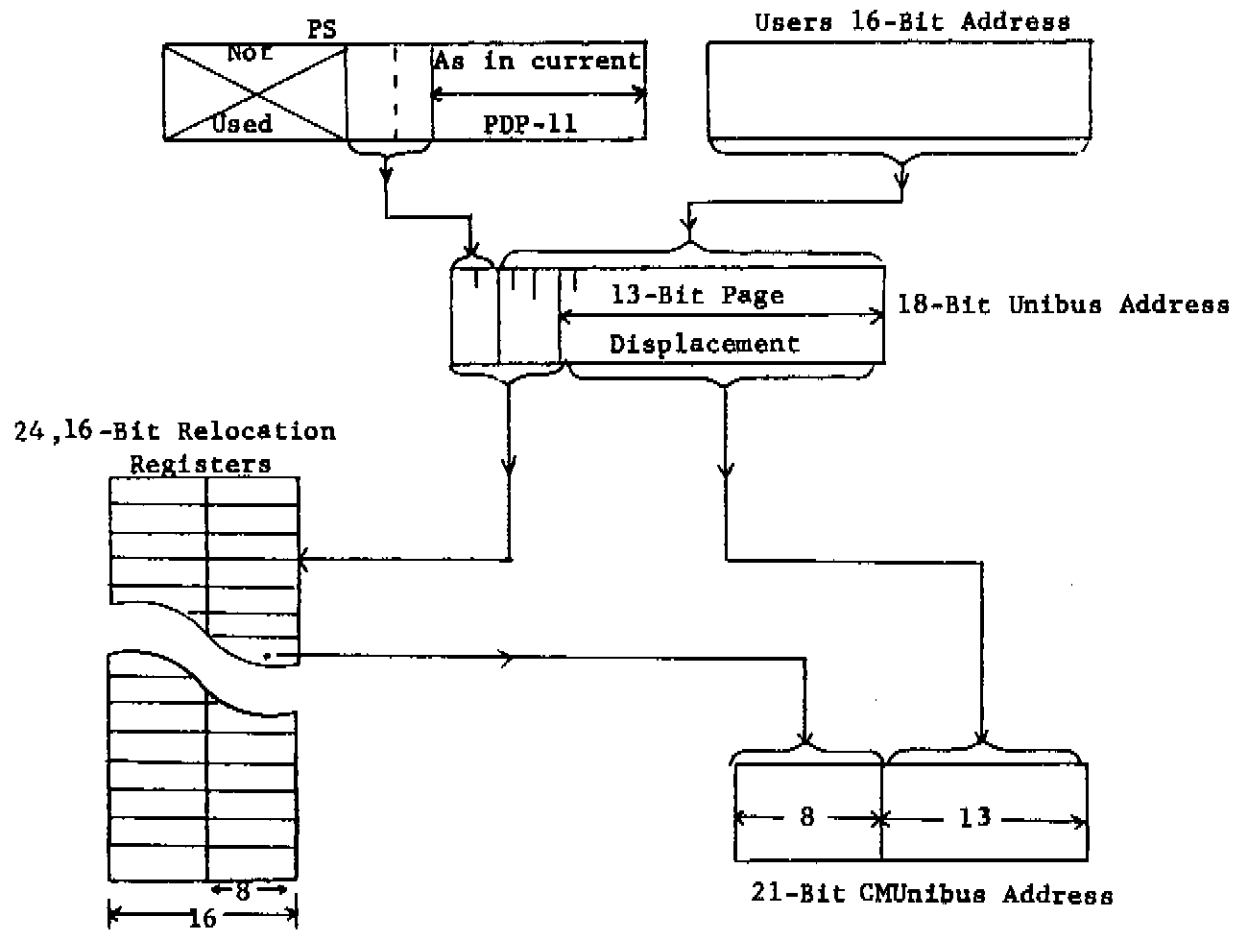 PS
Users 16-Bit Address
Not
Used
As in current
PDP-11
13-Bit Page
Displacement
18-Bit Unibus Address
24,16-Bit Relocation
Registers
8
16
8
13
21-Bit CMUnibus Address